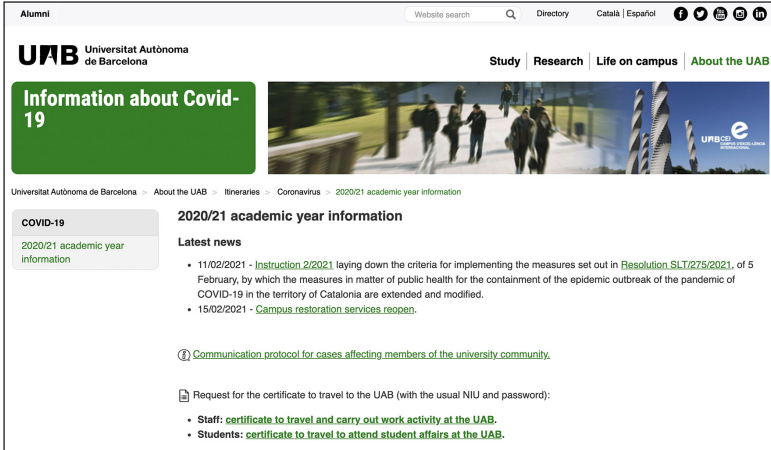 Alumni
Website search
Directory
Català | Español
UAB Universitat Autònoma
de Barcelona
Study | Research | Life on campus | About the UAB
Information about Covid-
19
UAB CEI
CAMPUS D'EXCEL·LÈNCIA
INTERNACIONAL
Universitat Autònoma de Barcelona > About the UAB > Itineraries > Coronavirus > 2020/21 academic year information
COVID-19
2020/21 academic year
information
2020/21 academic year information
Latest news
• 11/02/2021 - Instruction 2/2021 laying down the criteria for implementing the measures set out in Resolution SLT/275/2021, of 5
February, by which the measures in matter of public health for the containment of the epidemic outbreak of the pandemic of
COVID-19 in the territory of Catalonia are extended and modified.
• 15/02/2021 - Campus restoration services reopen.
Communication protocol for cases affecting members of the university community.
Request for the certificate to travel to the UAB (with the usual NIU and password):
• Staff: certificate to travel and carry out work activity at the UAB.
• Students: certificate to travel to attend student affairs at the UAB.